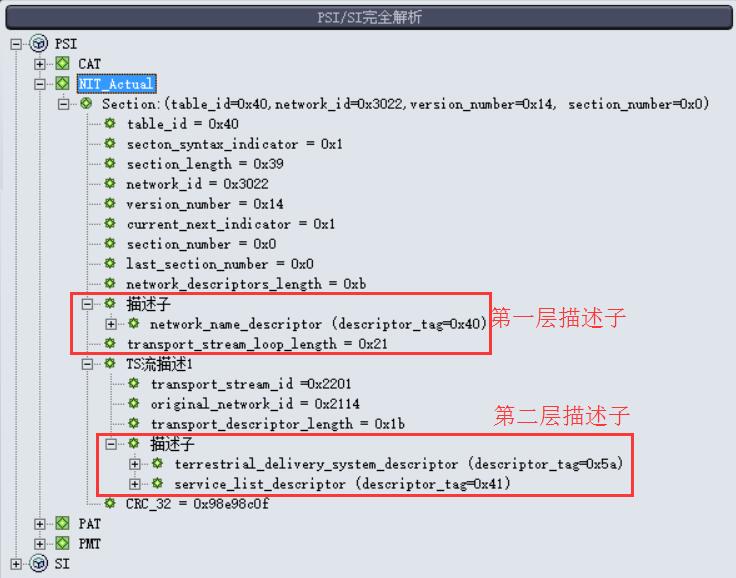 PSI/SI完全解析
PSI
CAT
NIT_Actual
Section:(table_id=0x40,network_id=0x3022,version_number=0x14, section_number=0x0)
table_id = 0x40
secton_syntax_indicator = 0x1
section_length = 0x39
network_id = 0x3022
version_number = 0x14
current_next_indicator = 0x1
section_number = 0x0
last_section_number = 0x0
network_descriptors_length = 0xb
描述子
network_name_descriptor (descriptor_tag=0x40)
第一层描述子
transport_stream_loop_length = 0x21
TS流描述1
transport_stream_id =0x2201
original_network_id = 0x2114
transport_descriptor_length = 0x1b
第二层描述子
描述子
terrestrial_delivery_system_descriptor (descriptor_tag=0x5a)
service_list_descriptor (descriptor_tag=0x41)
CRC_32 = 0x98e98c0f
PAT
PMT
SI